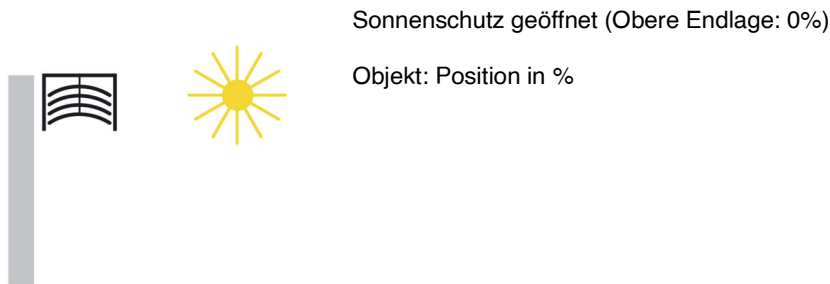 Sonnenschutz geöffnet (Obere Endlage: 0%)
Objekt: Position in %